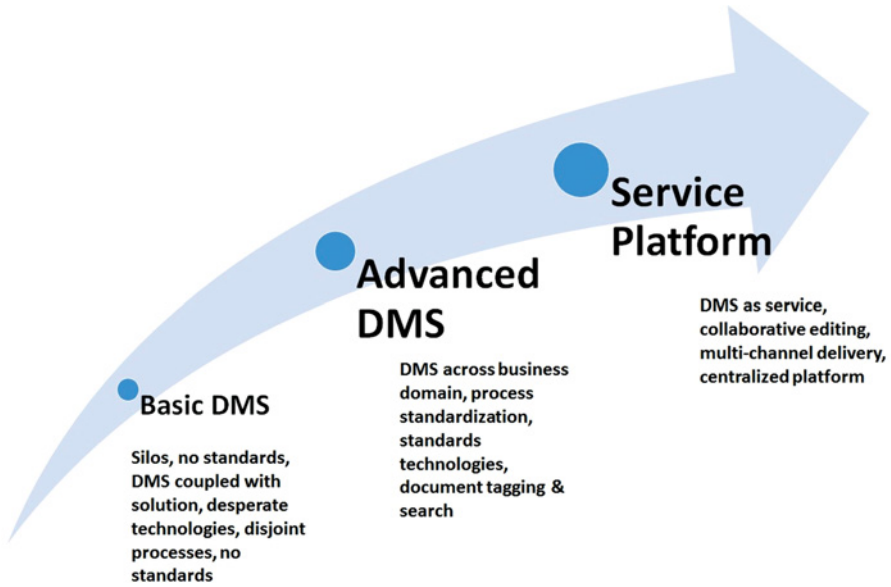 Service
Platform
DMS as service,
collaborative editing,
multi-channel delivery,
centralized platform
Advanced
DMS
DMS across business
domain, process
standardization,
standards
technologies,
document tagging &
search
Basic DMS
Silos, no standards,
DMS coupled with
solution, desperate
technologies, disjoint
processes, no
standards